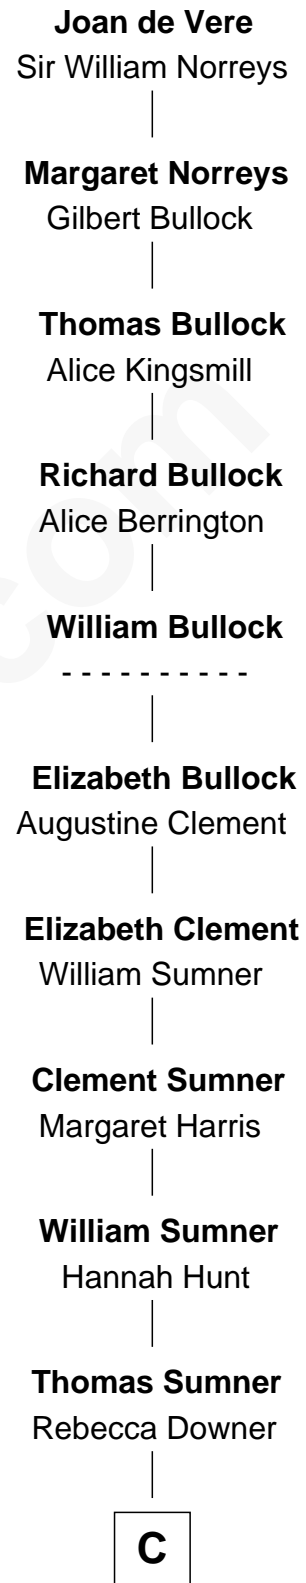 Joan de Vere
Sir William Norreys
Margaret Norreys
Gilbert Bullock
Thomas Bullock
Alice Kingsmill
Richard Bullock
Alice Berrington
William Bullock
- - - - - - - - - -
Elizabeth Bullock
Augustine Clement
Elizabeth Clement
William Sumner
Clement Sumner
Margaret Harris
William Sumner
Hannah Hunt
Thomas Sumner
Rebecca Downer
C